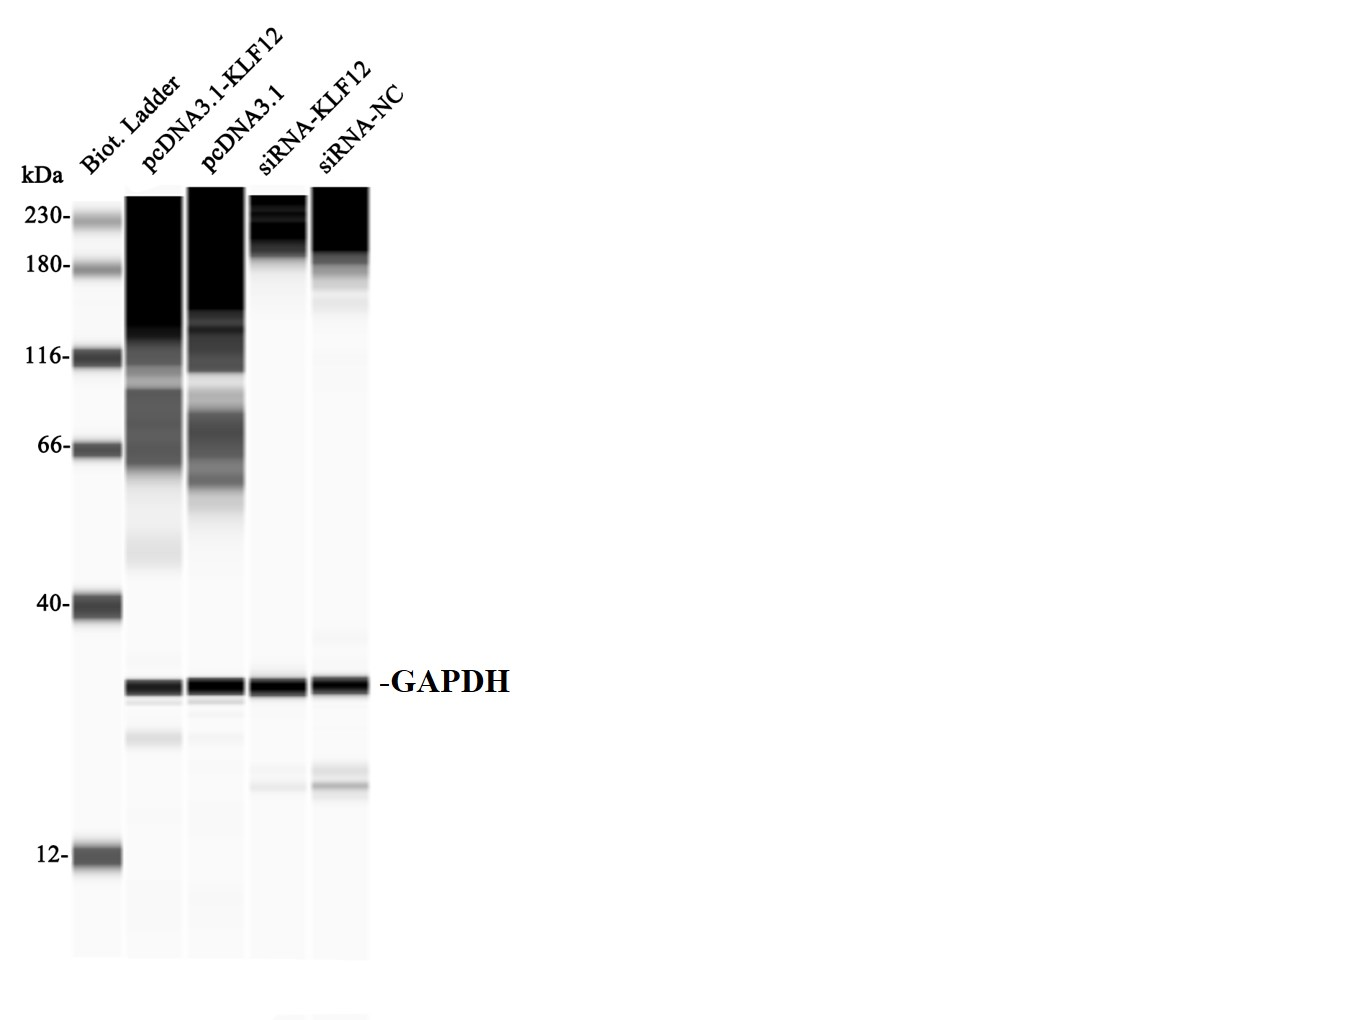 Biot. Ladder
pcDNA3.1-KLF12
pcDNA3.1
siRNA-KLF12
siRNA-NC
kDa
230-
180-
116-
66-
40-
-GAPDH
12-